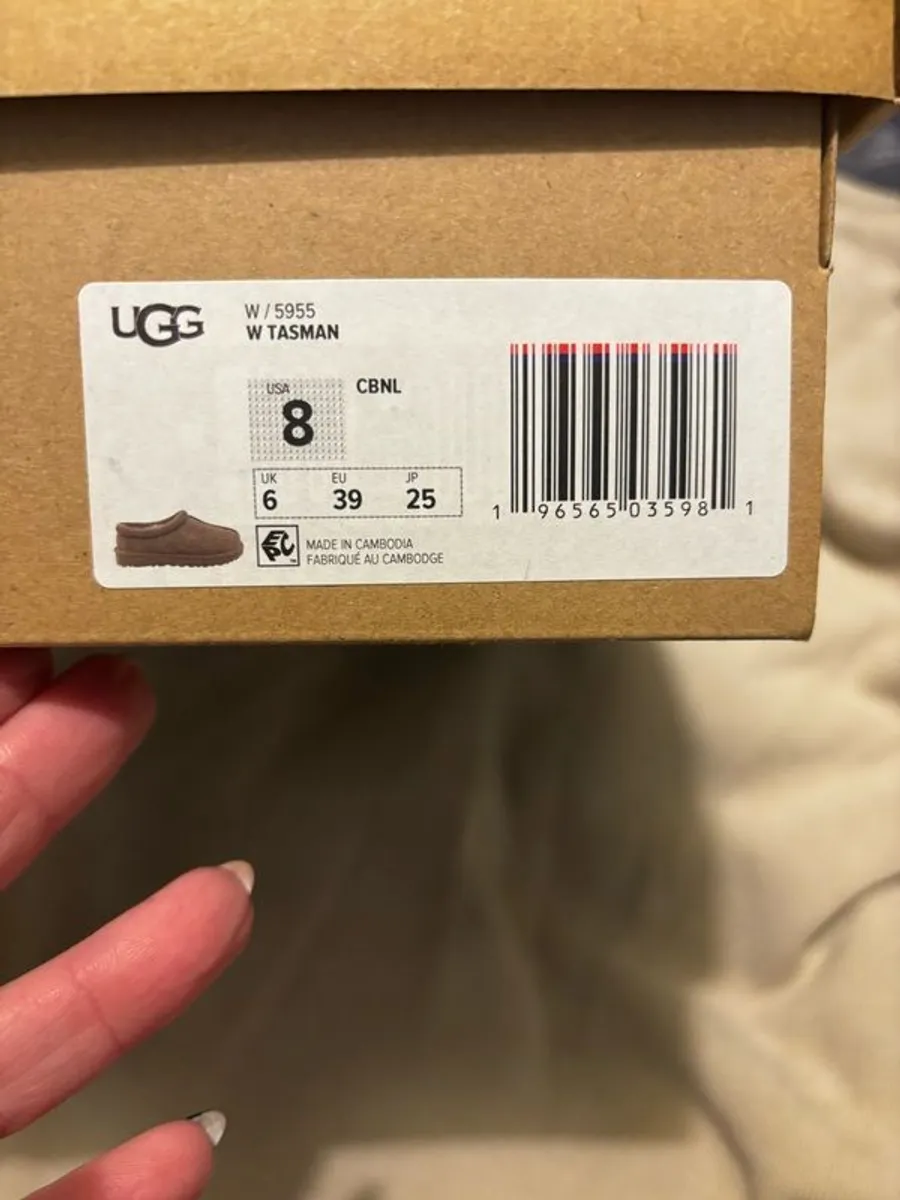 UGG
W / 5955
W TASMAN
USA
8
CBNL
UK EU JP
6 39 25
EPC™
MADE IN CAMBODIA
FABRIQUÉ AU CAMBODGE
1 96565 03598 1